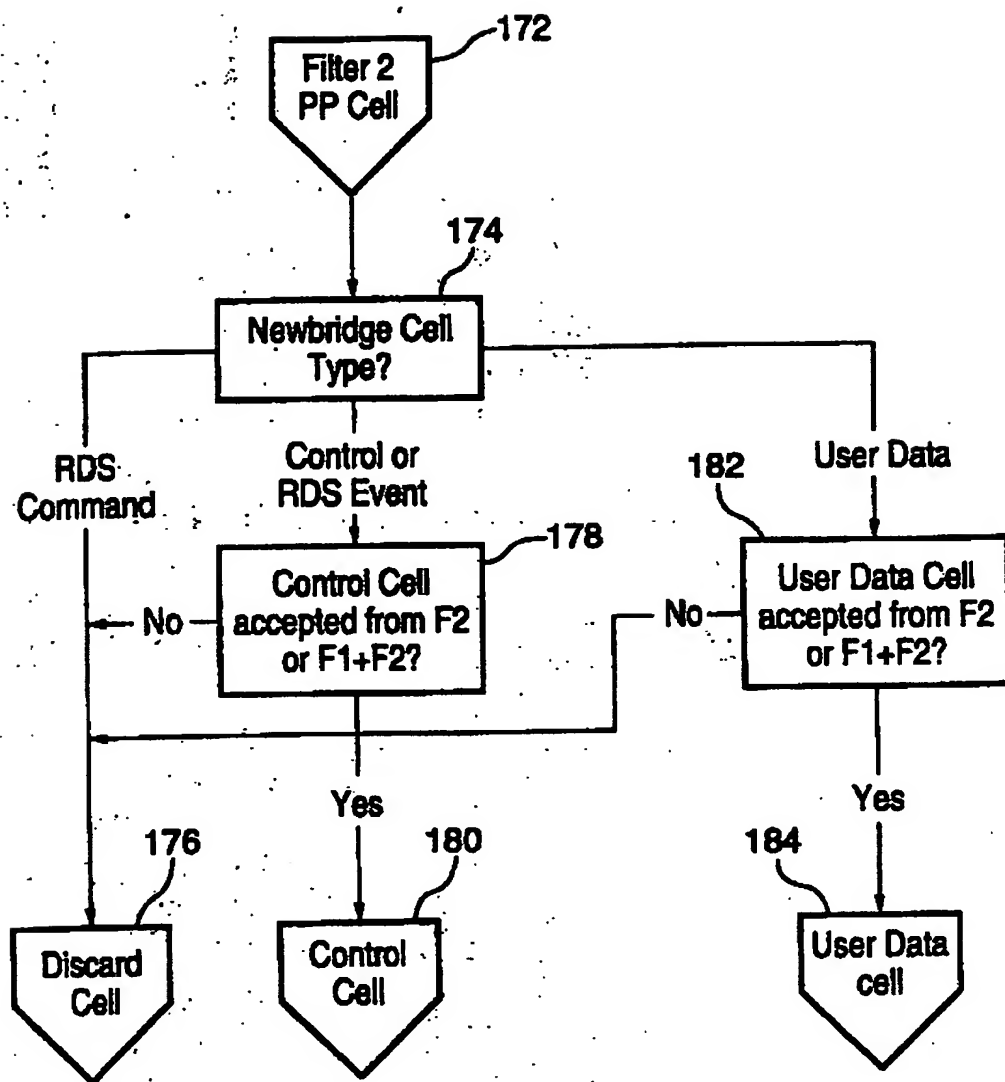 172
Filter 2
PP Cell
174
Newbridge Cell
Type?
RDS
Command
Control or
RDS Event
User Data
182
178
Control Cell
accepted from F2
or F1+F2?
No
User Data Cell
accepted from F2
or F1+F2?
No
Yes
Yes
176
180
184
Discard
Cell
Control
Cell
User Data
cell